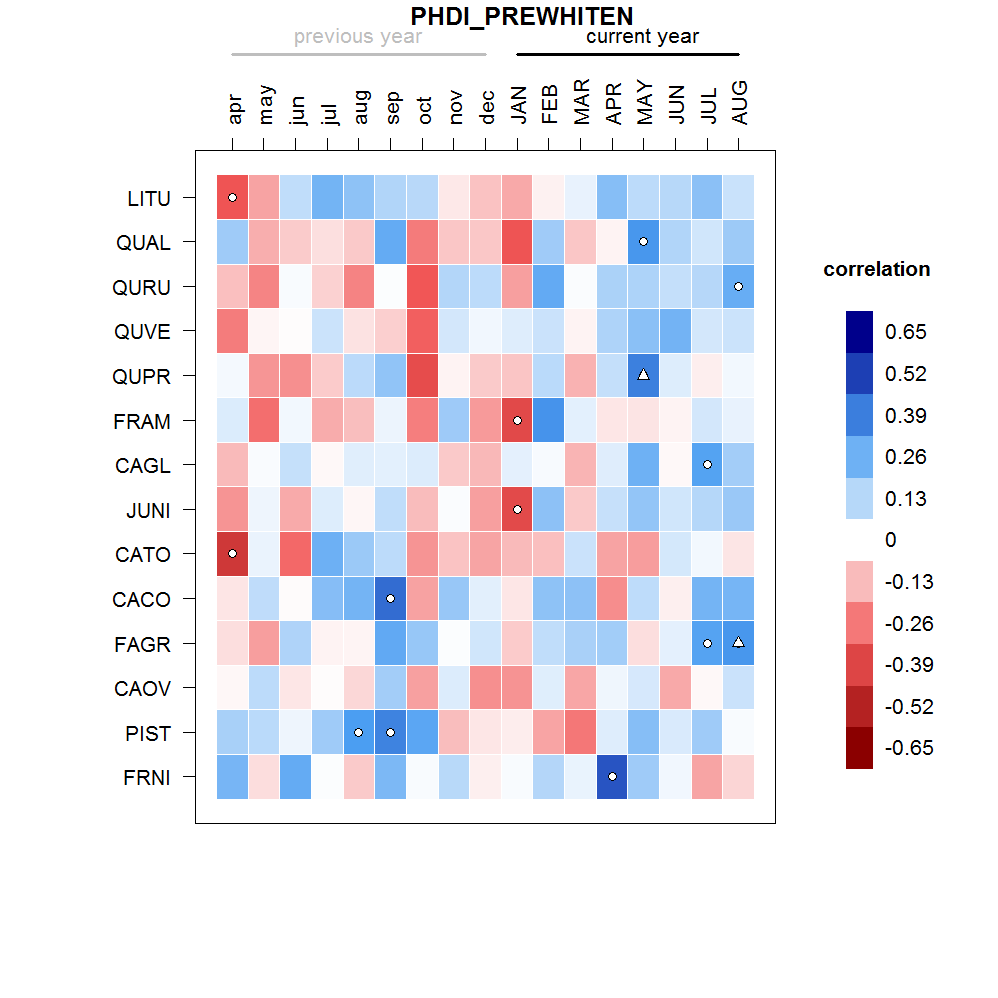 PHDI_PREWHITEN
previous year current year
apr may jun jul aug sep oct nov dec JAN FEB MAR APR MAY JUN JUL AUG
LITU
QUAL
QURU
QUVE
QUPR
FRAM
CAGL
JUNI
CATO
CACO
FAGR
CAOV
PIST
FRNI
correlation
0.65
0.52
0.39
0.26
0.13
0
-0.13
-0.26
-0.39
-0.52
-0.65